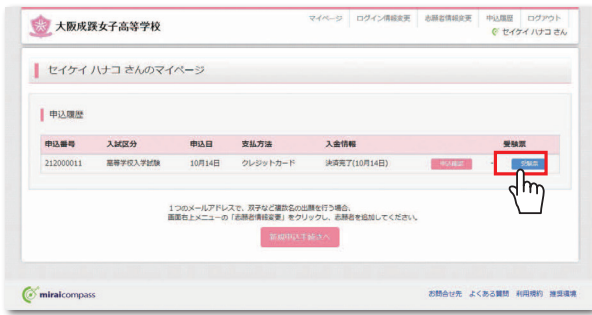 大阪成蹊女子高等学校
マイページ ログイン情報変更 志願者情報変更 申込履歴 ログアウト
セイケイ ハナコ さん
セイケイ ハナコ さんのマイページ
申込履歴
申込番号 入試区分 申込日 支払方法 入金情報 受験票
212000011 高等学校入学試験 10月14日 クレジットカード 決済完了(10月14日) 申込確認 受験票
1つのメールアドレスで、双子など複数名の出願を行う場合、
画面右上メニューの「志願者情報変更」をクリックし、志願者を追加してください。
新規申込手続きへ
miraicompass
お問合せ先 よくある質問 利用規約 推奨環境